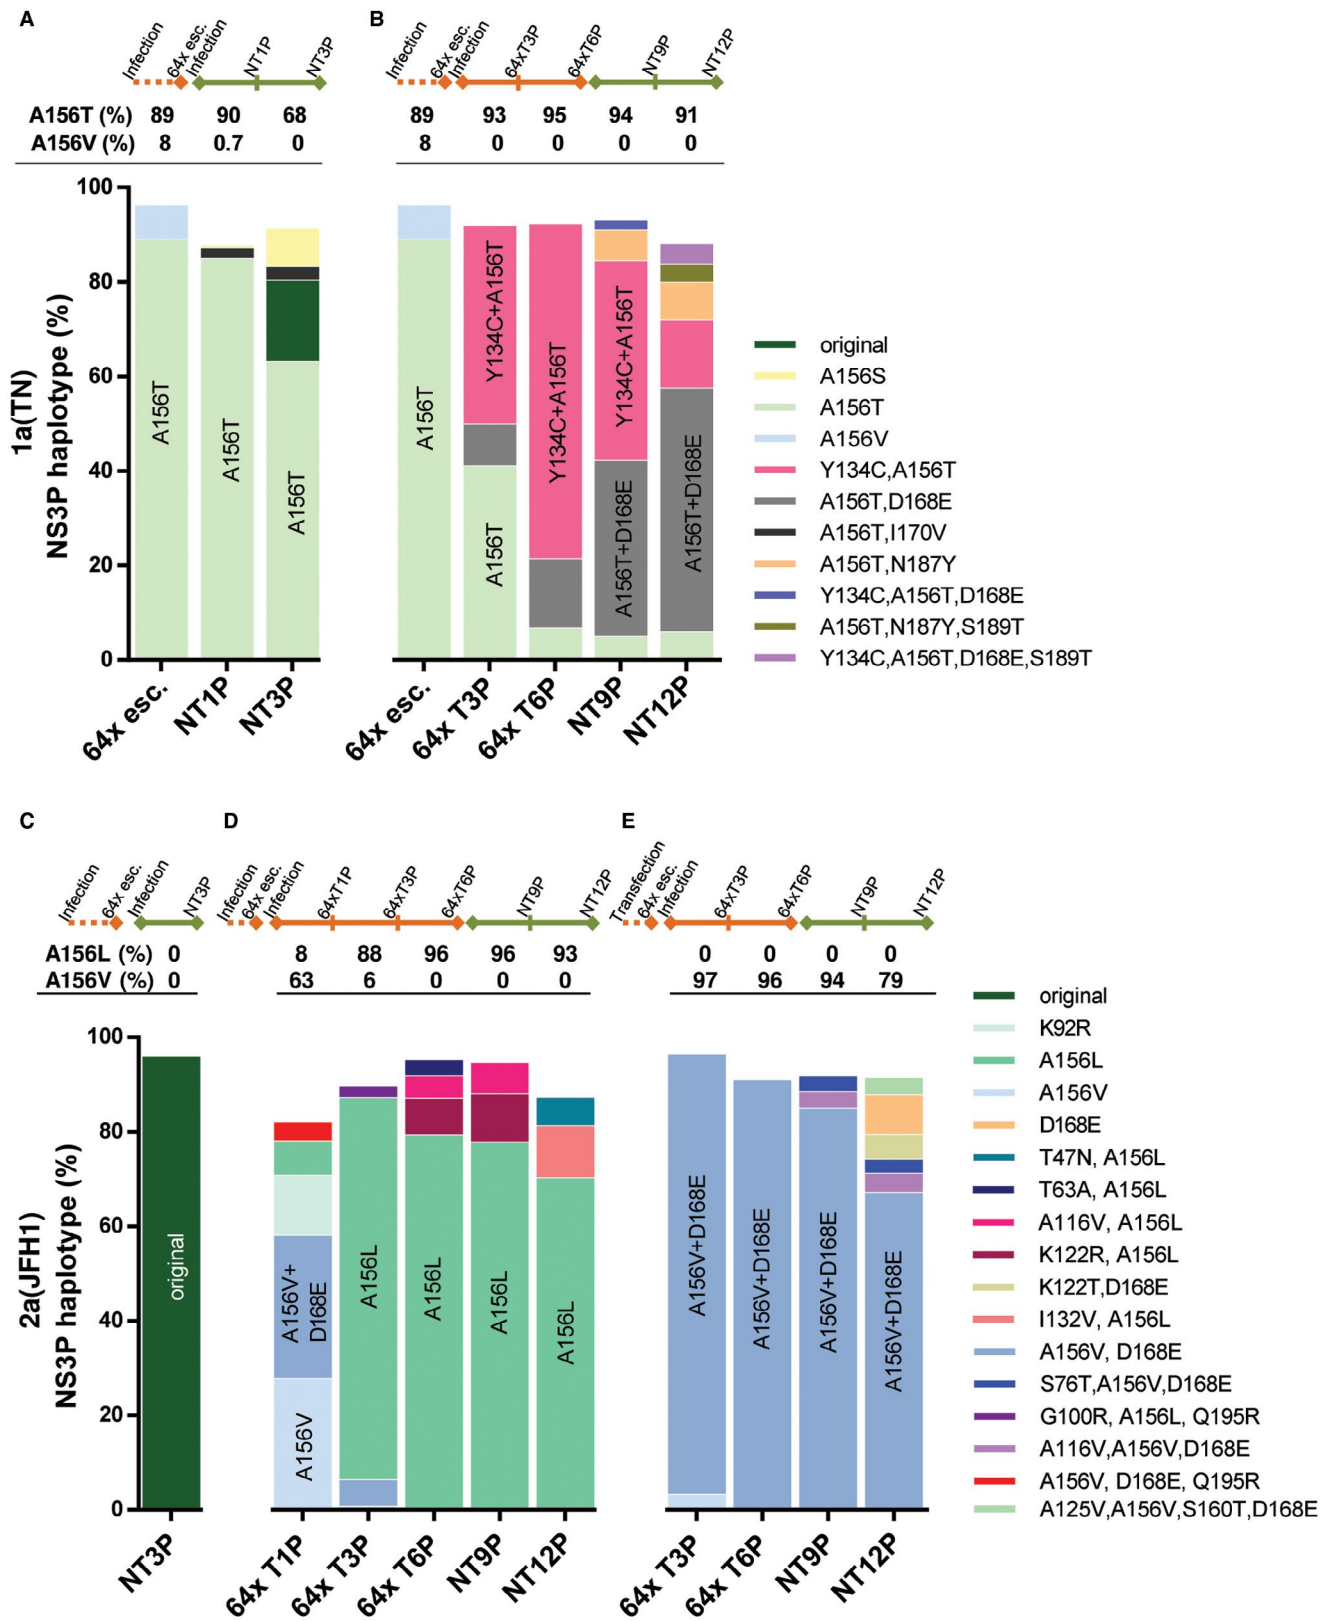 A
B
Infection
64x esc.
Infection
NT1P
NT3P
Infection
64x esc.
Infection
64xT3P
64xT6P
NT9P
NT12P
A156T (%) 89 90 68 89 93 95 94 91
A156V (%) 8 0.7 0 8 0 0 0 0
1a(TN)
NS3P haplotype (%)
100
80
60
40
20
0
A156T
A156T
A156T
A156T
A156T
Y134C+A156T
Y134C+A156T
A156T+D168E
Y134C+A156T
A156T+D168E
64x esc.
NT1P
NT3P
64x esc.
64x T3P
64x T6P
NT9P
NT12P
original
A156S
A156T
A156V
Y134C,A156T
A156T,D168E
A156T,I170V
A156T,N187Y
Y134C,A156T,D168E
A156T,N187Y,S189T
Y134C,A156T,D168E,S189T
C
D
E
Infection
64x esc.
Infection
NT3P
Infection
64x esc.
Infection
64xT1P
64xT3P
64xT6P
NT9P
NT12P
Transfection
64x esc.
Infection
64xT3P
64xT6P
NT9P
NT12P
A156L (%) 0 8 88 96 96 93 0 0 0 0
A156V (%) 0 63 6 0 0 0 97 96 94 79
2a(JFH1)
NS3P haplotype (%)
100
80
60
40
20
0
original
A156V
A156V+
D168E
A156L
A156L
A156L
A156L
A156V+D168E
A156V+D168E
A156V+D168E
A156V+D168E
NT3P
64x T1P
64x T3P
64x T6P
NT9P
NT12P
64x T3P
64x T6P
NT9P
NT12P
original
K92R
A156L
A156V
D168E
T47N, A156L
T63A, A156L
A116V, A156L
K122R, A156L
K122T,D168E
I132V, A156L
A156V, D168E
S76T,A156V,D168E
G100R, A156L, Q195R
A116V,A156V,D168E
A156V, D168E, Q195R
A125V,A156V,S160T,D168E